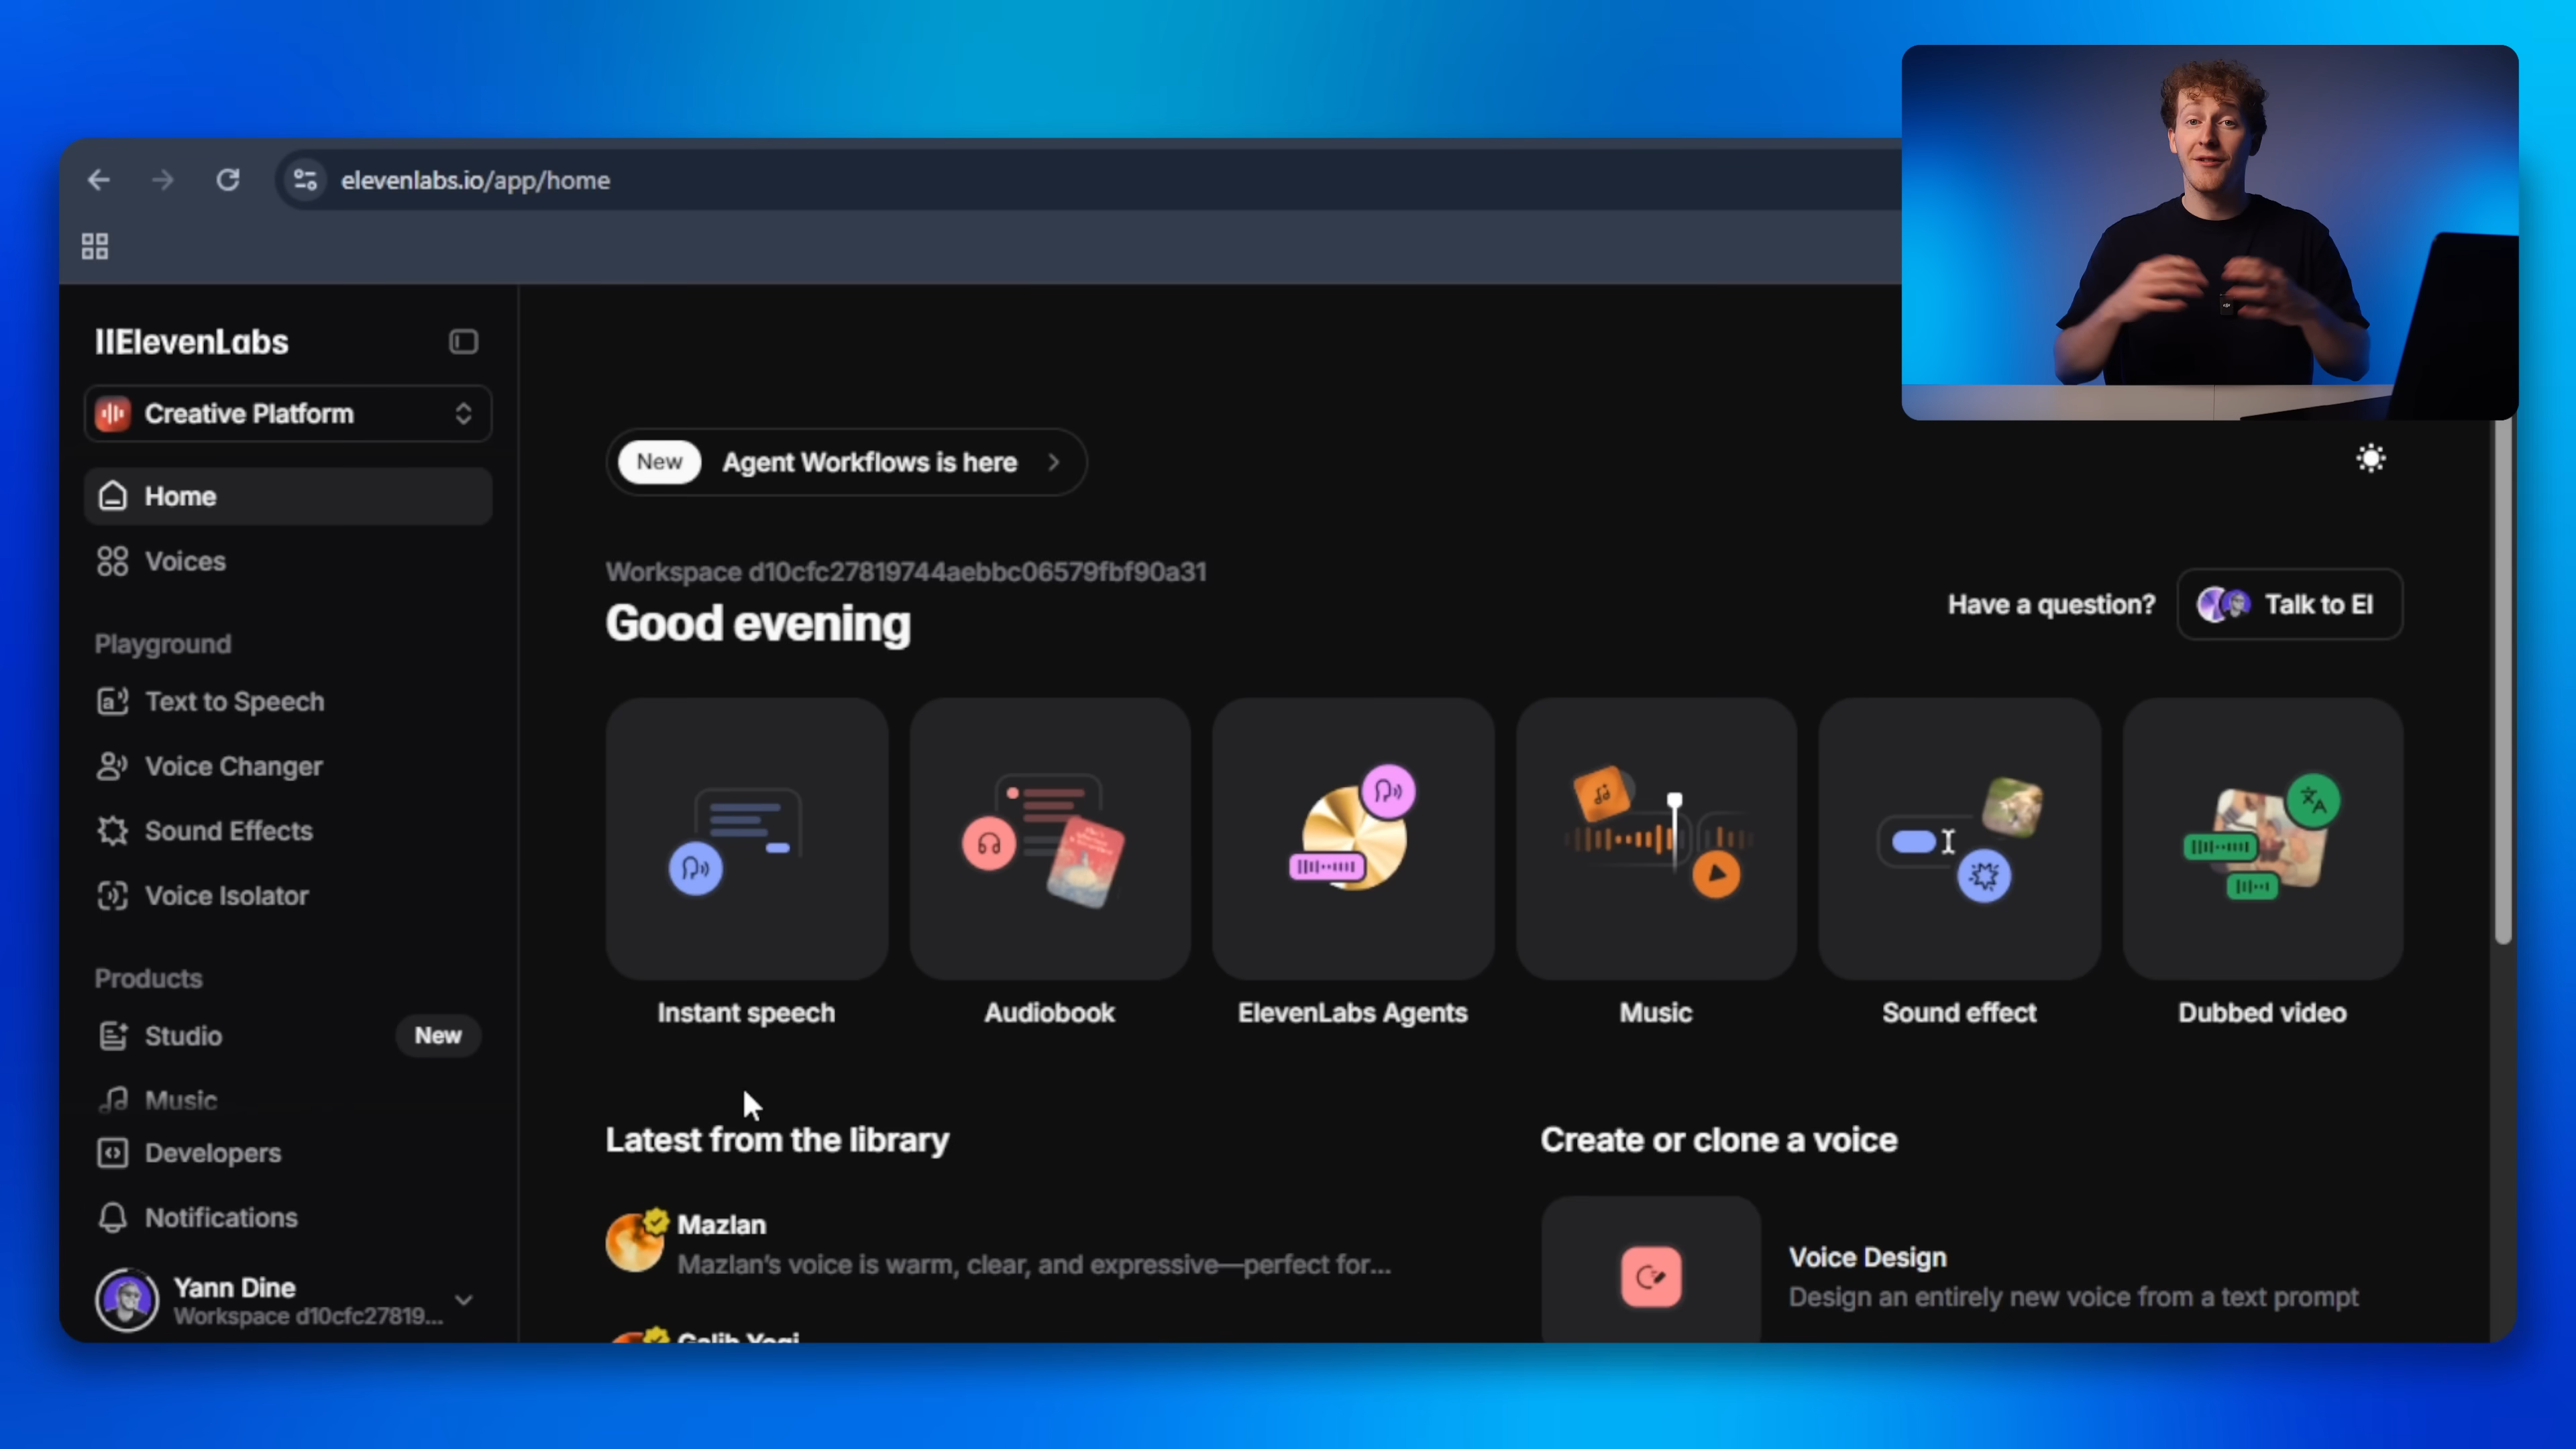 elevenlabs.io/app/home
IIElevenLabs
Creative Platform
Home
Voices
Playground
Text to Speech
Voice Changer
Sound Effects
Voice Isolator
Products
Studio New
Music
Developers
Notifications
Yann Dine
Workspace d10cfc27819...
New Agent Workflows is here
Workspace d10cfc27819744aebbc06579fbf90a31
Good evening
Have a question? Talk to El
Instant speech
Audiobook
ElevenLabs Agents
Music
Sound effect
Dubbed video
Latest from the library
Mazlan
Mazlan’s voice is warm, clear, and expressive—perfect for...
Create or clone a voice
Voice Design
Design an entirely new voice from a text prompt